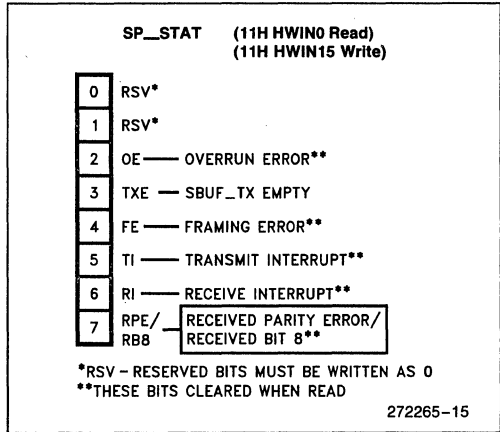 SP__STAT (11H HWIN0 Read)
(11H HWIN15 Write)
0 RSV*
1 RSV*
2 OE — OVERRUN ERROR**
3 TXE — SBUF_TX EMPTY
4 FE — FRAMING ERROR**
5 TI — TRANSMIT INTERRUPT**
6 RI — RECEIVE INTERRUPT**
7 RPE/ RECEIVED PARITY ERROR/
RB8 RECEIVED BIT 8**
*RSV – RESERVED BITS MUST BE WRITTEN AS 0
**THESE BITS CLEARED WHEN READ
272265–15